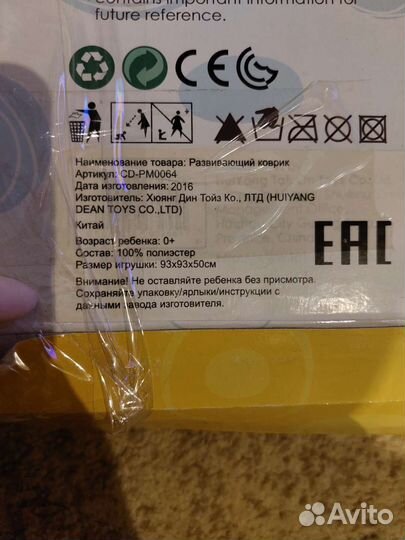 contains important information for
future reference.
CE
Наименование товара: Развивающий коврик
Артикул: CD-PM0064
Дата изготовления: 2016
Изготовитель: Хюянг Дин Тойз Ко., ЛТД (HUIYANG
DEAN TOYS CO.,LTD)
Китай
Возраст ребенка: 0+
Состав: 100% полиэстер
Размер игрушки: 93х93х50см
Внимание! Не оставляйте ребенка без присмотра.
Сохраняйте упаковку/ярлыки/инструкции с
данными завода изготовителя.
EAC
Avito